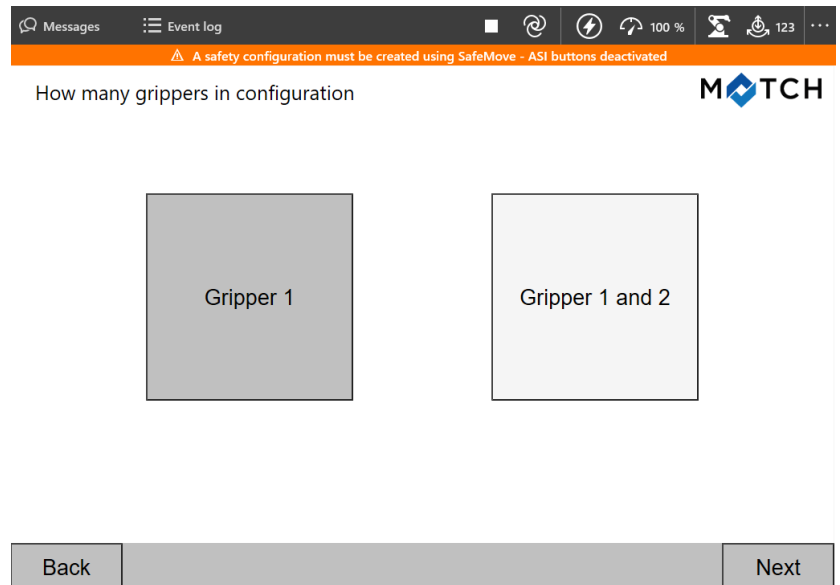 Messages Event log 100 % 123 ...
A safety configuration must be created using SafeMove - ASI buttons deactivated
How many grippers in configuration
MATCH
Gripper 1 Gripper 1 and 2
Back Next